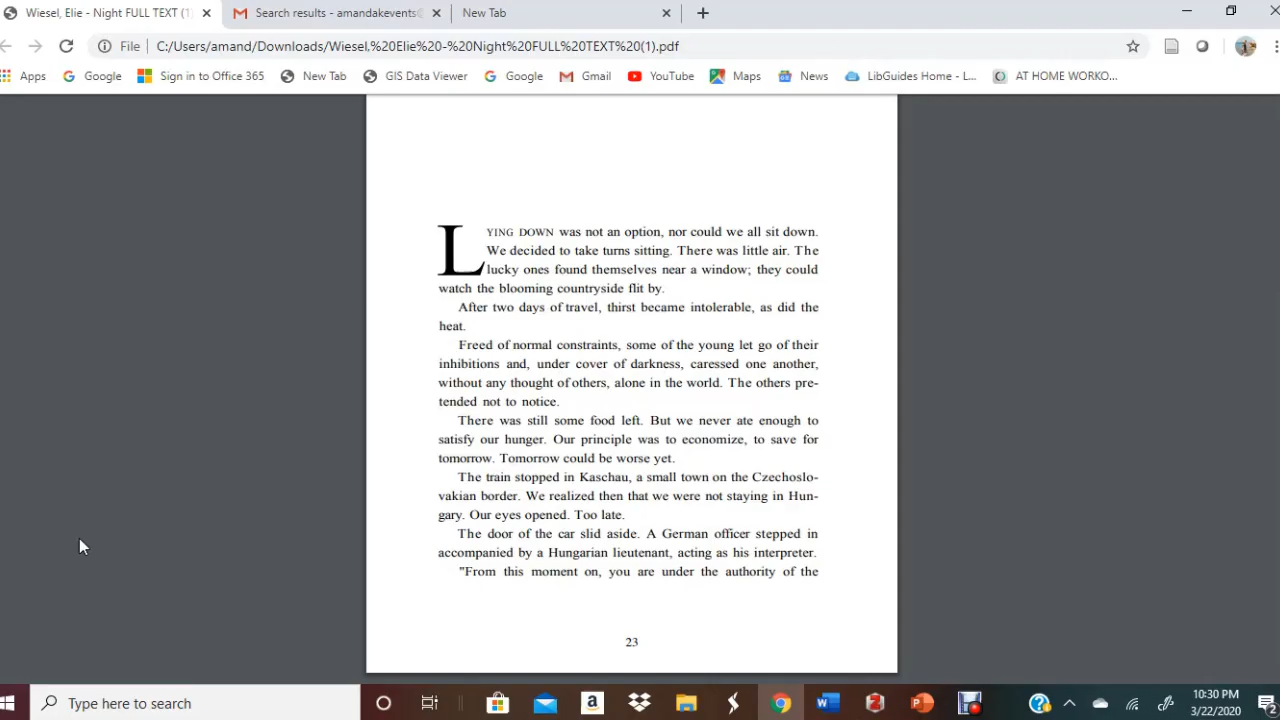 Wiesel, Elie - Night FULL TEXT (1)
Search results - amandakevents@
New Tab
File
C:/Users/amand/Downloads/Wiesel,%20Elie%20-%20Night%20FULL%20TEXT%20(1).pdf
Apps
Google
Sign in to Office 365
New Tab
GIS Data Viewer
Google
Gmail
YouTube
Maps
News
LibGuides Home - L...
AT HOME WORKO...
LYING DOWN was not an option, nor could we all sit down.
We decided to take turns sitting. There was little air. The
lucky ones found themselves near a window; they could
watch the blooming countryside flit by.
After two days of travel, thirst became intolerable, as did the
heat.
Freed of normal constraints, some of the young let go of their
inhibitions and, under cover of darkness, caressed one another,
without any thought of others, alone in the world. The others pre-
tended not to notice.
There was still some food left. But we never ate enough to
satisfy our hunger. Our principle was to economize, to save for
tomorrow. Tomorrow could be worse yet.
The train stopped in Kaschau, a small town on the Czechoslo-
vakian border. We realized then that we were not staying in Hun-
gary. Our eyes opened. Too late.
The door of the car slid aside. A German officer stepped in
accompanied by a Hungarian lieutenant, acting as his interpreter.
"From this moment on, you are under the authority of the
23
Type here to search
10:30 PM
3/22/2020
2